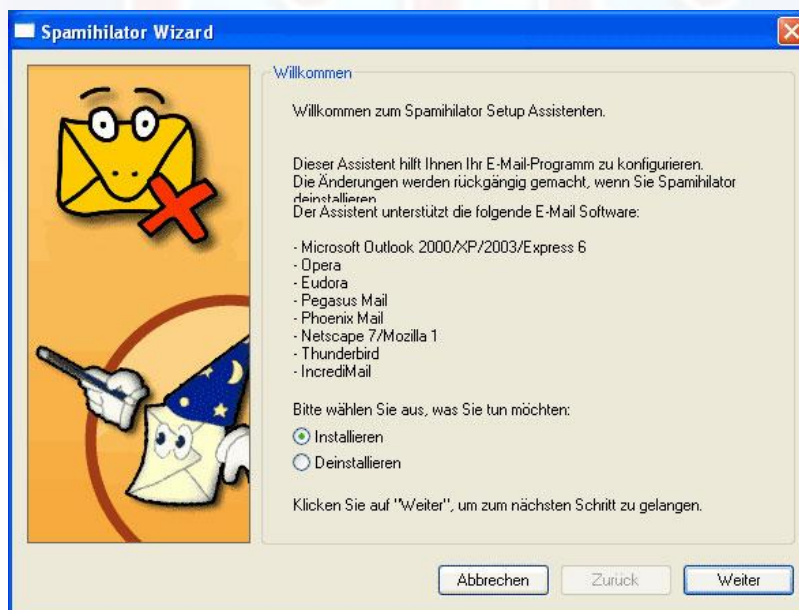 Spamihilator Wizard
Willkommen
Willkommen zum Spamihilator Setup Assistenten.
Dieser Assistent hilft Ihnen Ihr E-Mail-Programm zu konfigurieren.
Die Änderungen werden rückgängig gemacht, wenn Sie Spamihilator
deinstallieren
Der Assistent unterstützt die folgende E-Mail Software:
- Microsoft Outlook 2000/XP/2003/Express 6
- Opera
- Eudora
- Pegasus Mail
- Phoenix Mail
- Netscape 7/Mozilla 1
- Thunderbird
- IncrediMail
Bitte wählen Sie aus, was Sie tun möchten:
Installieren
Deinstallieren
Klicken Sie auf "Weiter", um zum nächsten Schritt zu gelangen.
Abbrechen
Zurück
Weiter